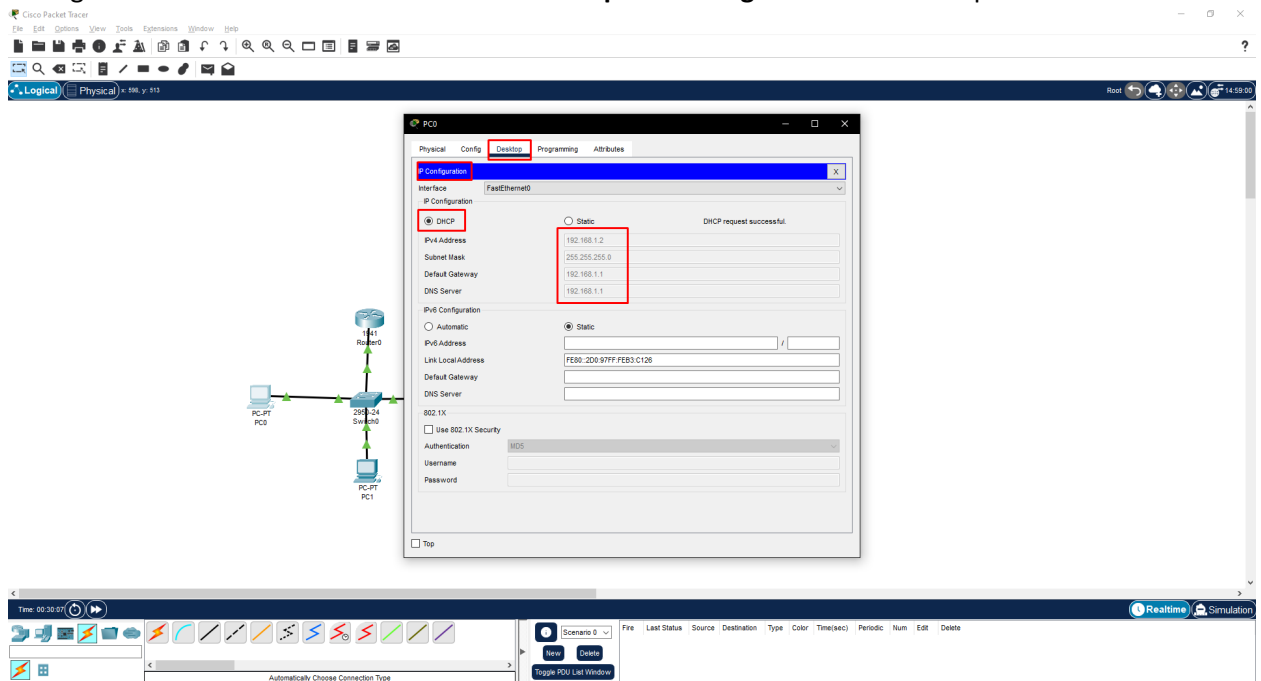 Cisco Packet Tracer
File Edit Options View Tools Extensions Window Help
?
Logical Physical x: 596, y: 513 Root 14:59:00
PC0
Physical Config Desktop Programming Attributes
IP Configuration X
Interface FastEthernet0
IP Configuration
DHCP Static DHCP request successful.
IPv4 Address 192.168.1.2
Subnet Mask 255.255.255.0
Default Gateway 192.168.1.1
DNS Server 192.168.1.1
IPv6 Configuration
Automatic Static
IPv6 Address /
Link Local Address FE80::2D0:97FF:FEB3:C126
Default Gateway
DNS Server
802.1X
Use 802.1X Security
Authentication MD5
Username
Password
Top
1941
Router0
PC-PT
PC0
2950-24
Switch0
PC-PT
PC1
Time: 00:30:07 Realtime Simulation
Scenario 0 Fire Last Status Source Destination Type Color Time(sec) Periodic Num Edit Delete
New Delete
Toggle PDU List Window
Automatically Choose Connection Type